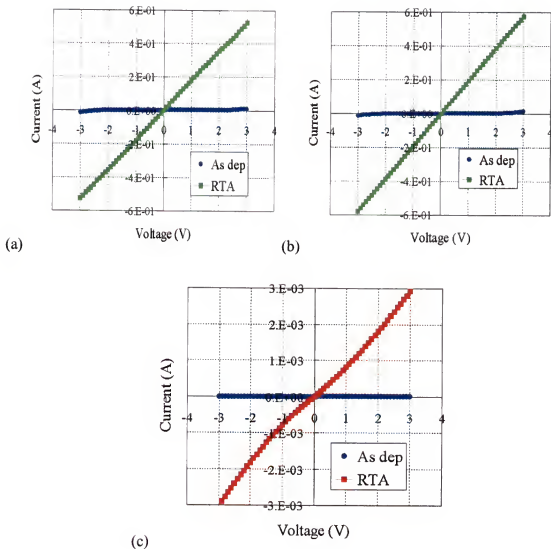 6.E-01
4.E-01
2.E-01
0.E+00
-2.E-01
-4.E-01
-6.E-01
-4 -3 -2 -1 0 1 2 3 4
Current (A)
Voltage (V)
As dep
RTA
(a)
6.E-01
4.E-01
2.E-01
0.E+00
-2.E-01
-4.E-01
-6.E-01
-4 -3 -2 -1 0 1 2 3 4
Current (A)
Voltage (V)
As dep
RTA
(b)
3.E-03
2.E-03
1.E-03
0.E+00
-1.E-03
-2.E-03
-3.E-03
-4 -3 -2 -1 0 1 2 3 4
Current (A)
Voltage (V)
As dep
RTA
(c)